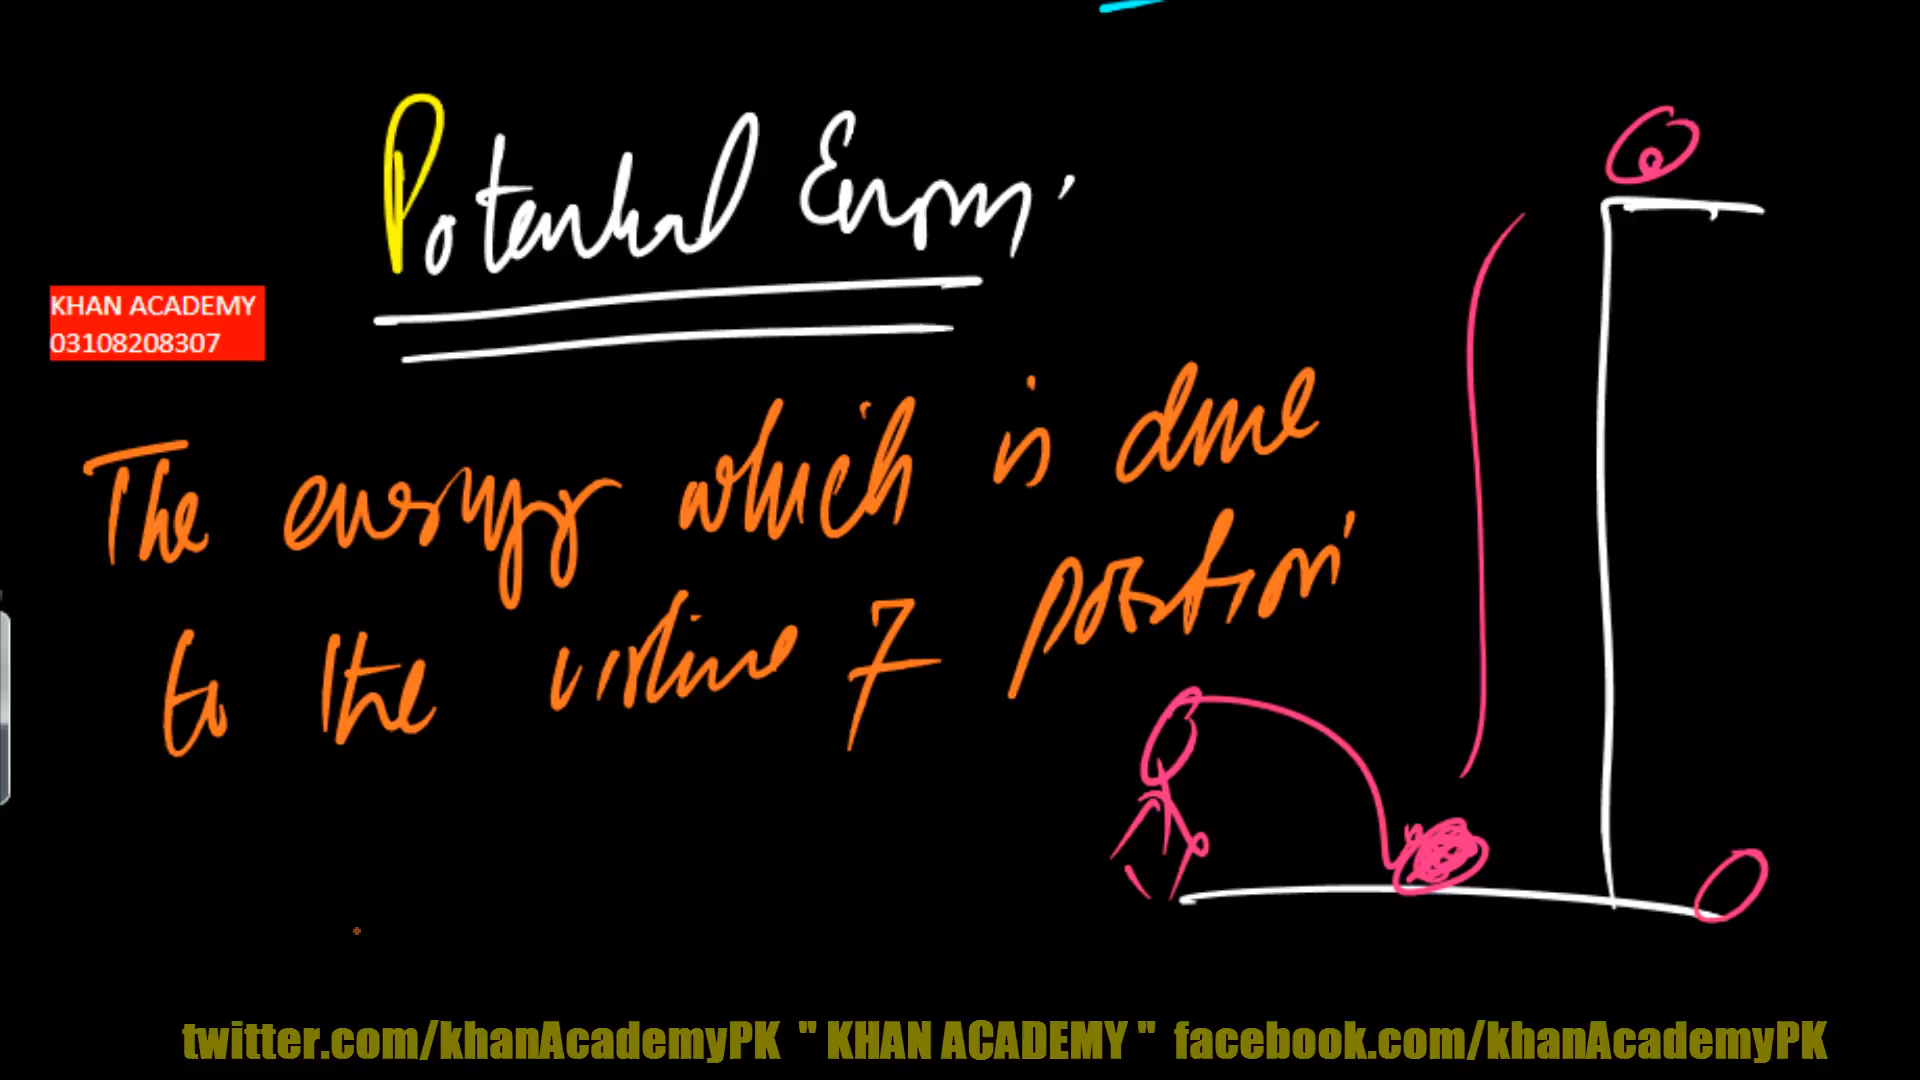 Potential Energy
KHAN ACADEMY
03108208307
The energy which is due
to the virtue of position
twitter.com/khanAcademyPK " KHAN ACADEMY " facebook.com/khanAcademyPK